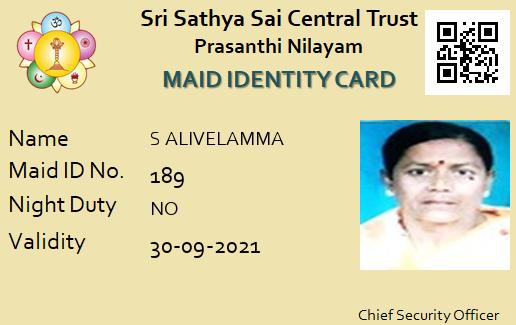 Sri Sathya Sai Central Trust
Prasanthi Nilayam
MAID IDENTITY CARD
Name S ALIVELAMMA
Maid ID No. 189
Night Duty NO
Validity 30-09-2021
Chief Security Officer